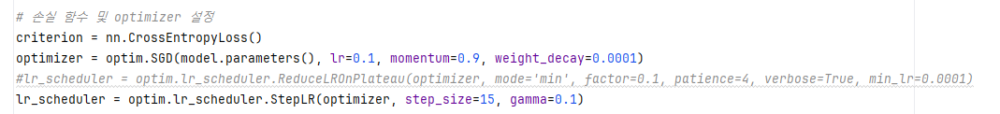 # 손실 함수 및 optimizer 설정
criterion = nn.CrossEntropyLoss()
optimizer = optim.SGD(model.parameters(), lr=0.1, momentum=0.9, weight_decay=0.0001)
#lr_scheduler = optim.lr_scheduler.ReduceLROnPlateau(optimizer, mode='min', factor=0.1, patience=4, verbose=True, min_lr=0.0001)
lr_scheduler = optim.lr_scheduler.StepLR(optimizer, step_size=15, gamma=0.1)